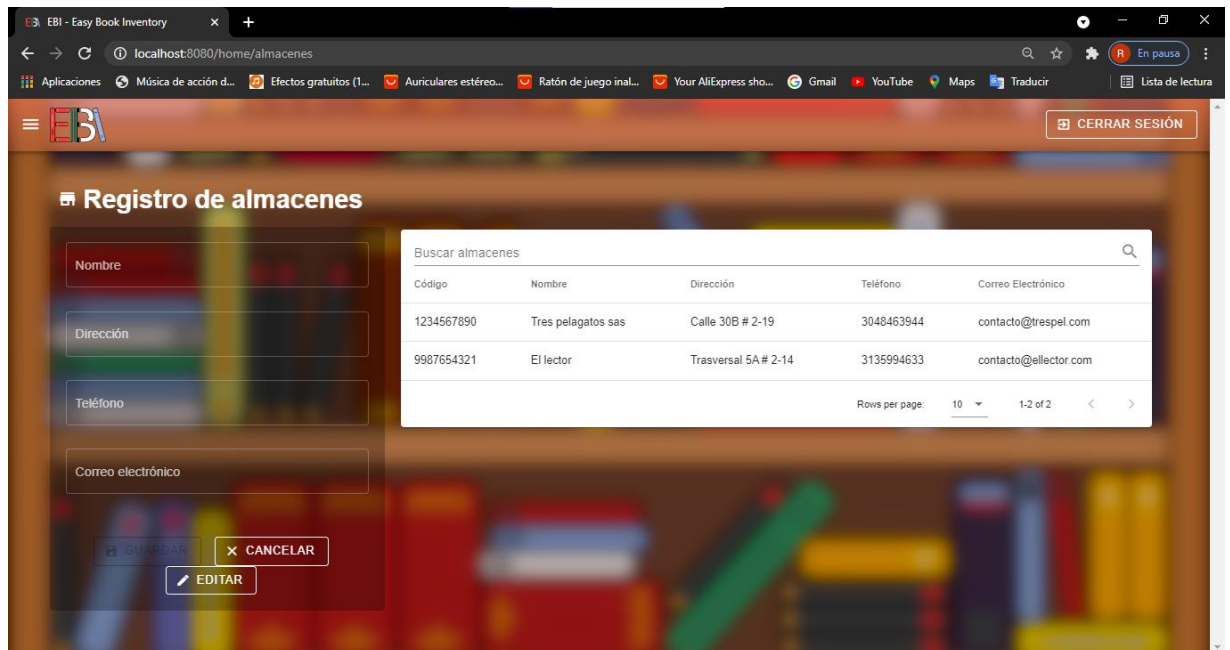 EBI EBI - Easy Book Inventory
localhost:8080/home/almacenes
R En pausa
Aplicaciones Música de acción d... Efectos gratuitos (1... Auriculares estéreo... Ratón de juego inal... Your AliExpress sho... Gmail YouTube Maps Traducir Lista de lectura
EBI
CERRAR SESIÓN
Registro de almacenes
Nombre
Dirección
Teléfono
Correo electrónico
GUARDAR
CANCELAR
EDITAR
Buscar almacenes
Código Nombre Dirección Teléfono Correo Electrónico
1234567890 Tres pelagatos sas Calle 30B # 2-19 3048463944 contacto@trespel.com
9987654321 El lector Trasversal 5A # 2-14 3135994633 contacto@ellector.com
Rows per page: 10 1-2 of 2